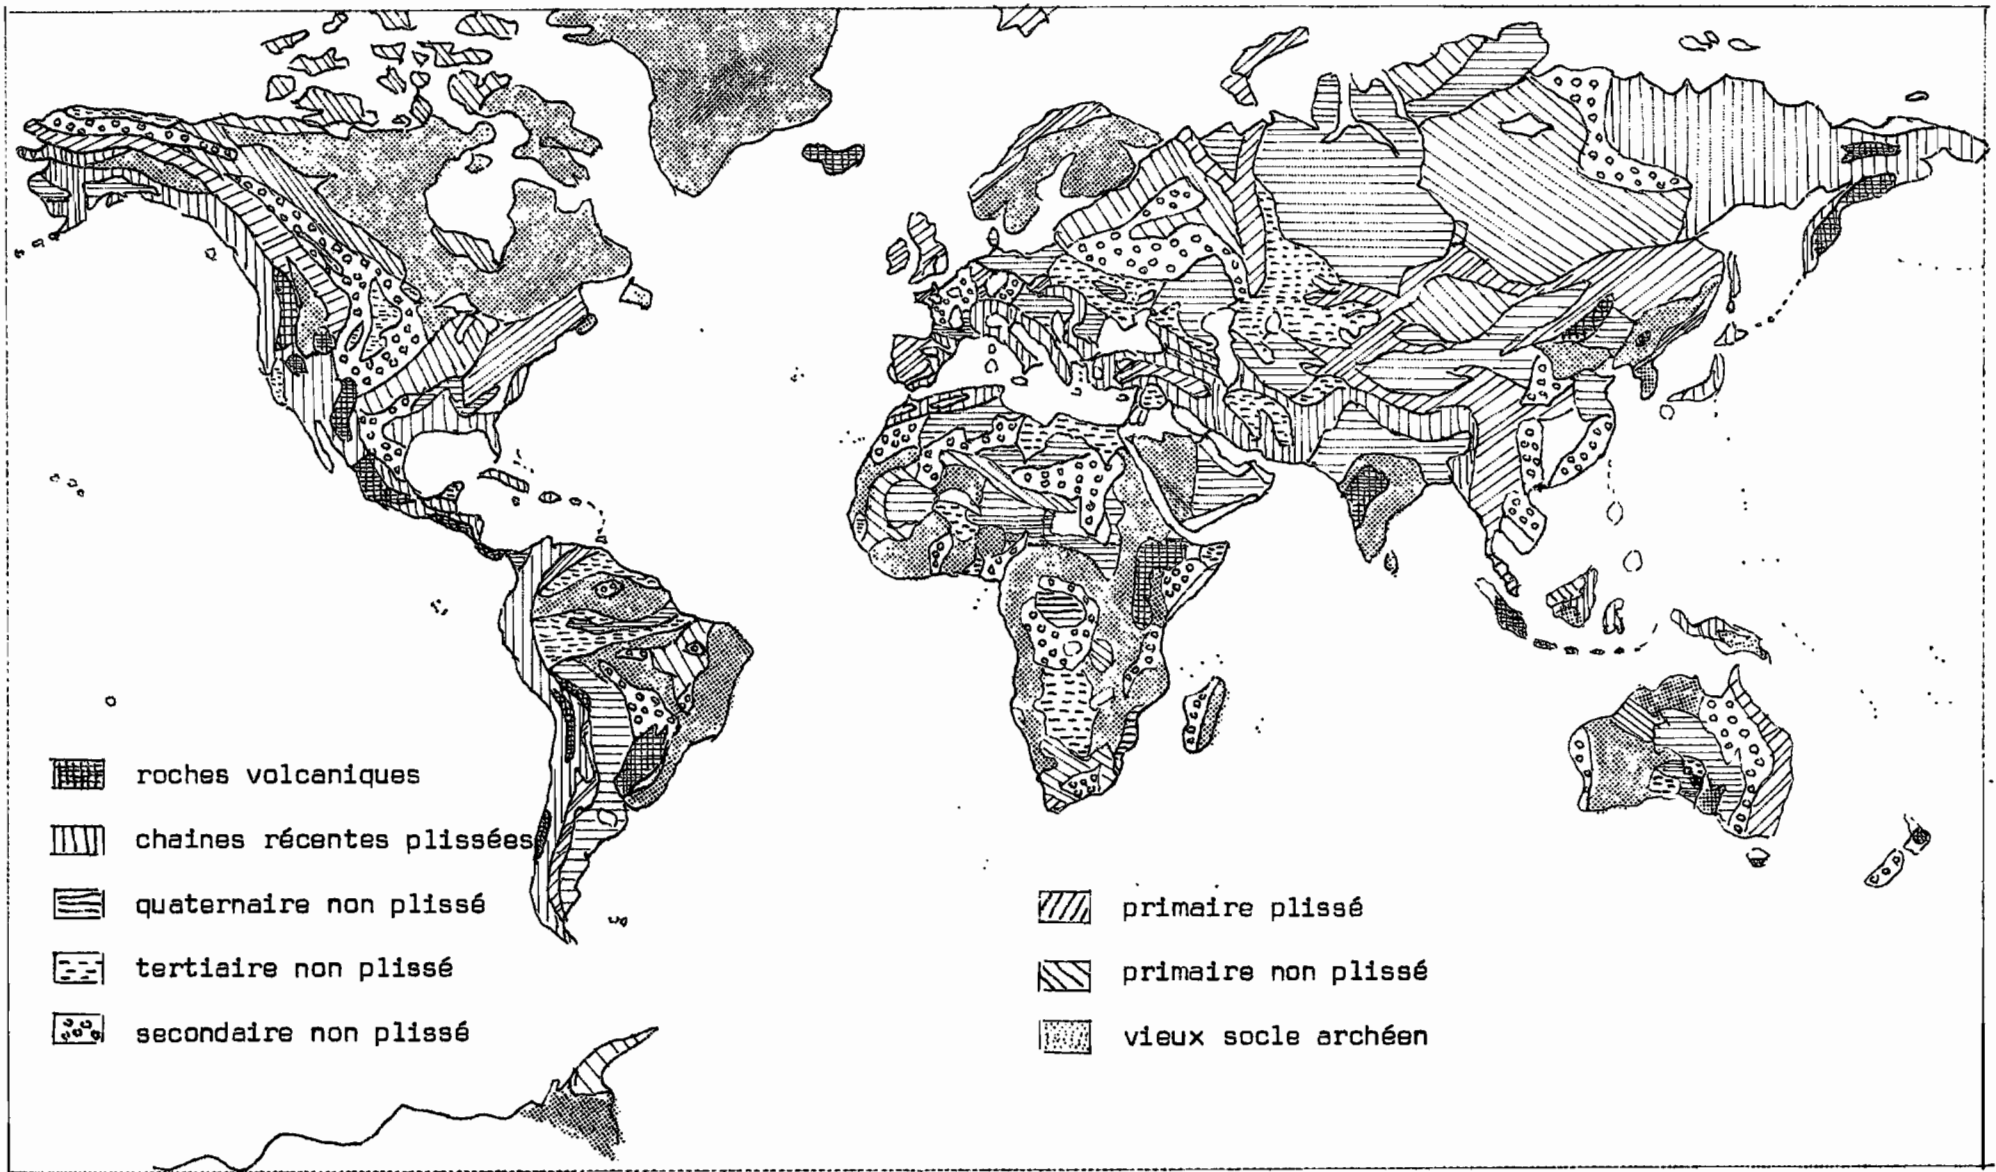 roches volcaniques
chaines récentes plissées
quaternaire non plissé
tertiaire non plissé
secondaire non plissé
primaire plissé
primaire non plissé
vieux socle archéen